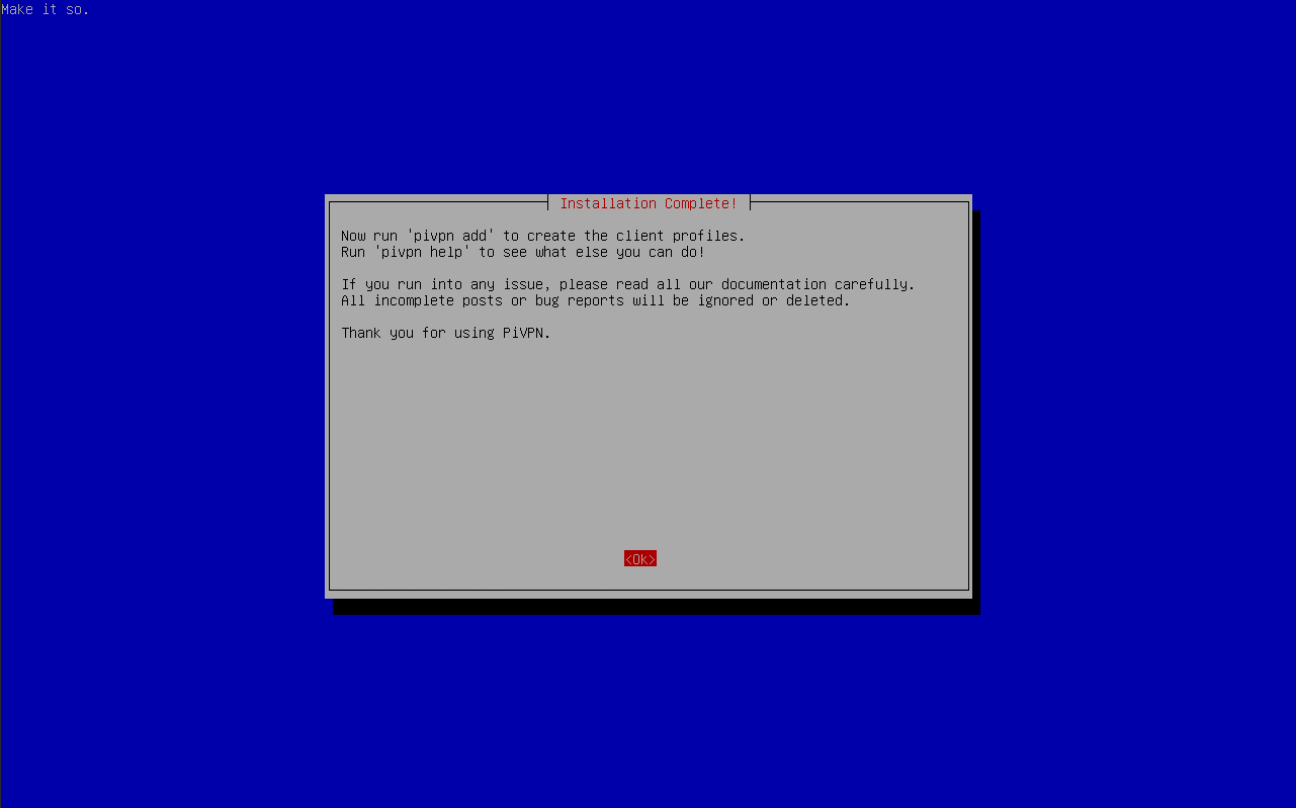 Make it so.
Installation Complete!
Now run 'pivpn add' to create the client profiles.
Run 'pivpn help' to see what else you can do!
If you run into any issue, please read all our documentation carefully.
All incomplete posts or bug reports will be ignored or deleted.
Thank you for using PiVPN.
<Ok>